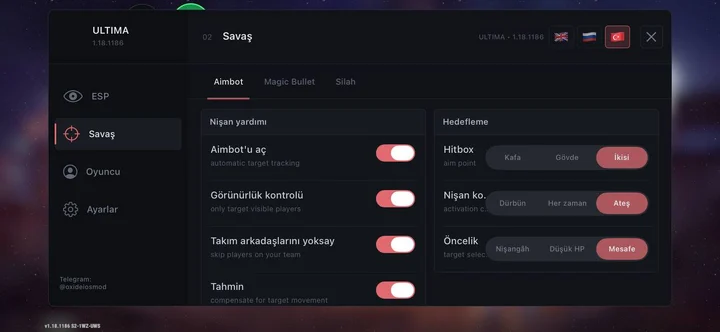 ULTIMA
1.18.1186
02 Savaş
ULTIMA • 1.18.1186
ESP
Savaş
Oyuncu
Ayarlar
Telegram:
@oxideiosmod
Aimbot
Magic Bullet
Silah
Nişan yardımı
Aimbot'u aç
automatic target tracking
Görünürlük kontrolü
only target visible players
Takım arkadaşlarını yoksay
skip players on your team
Tahmin
compensate for target movement
Hedefleme
Hitbox
aim point
Kafa Gövde İkisi
Nişan ko.
activation c.
Dürbün Her zaman Ateş
Öncelik
target selec.
Nişangâh Düşük HP Mesafe
v1.18.1186 S2-1WZ-UWS